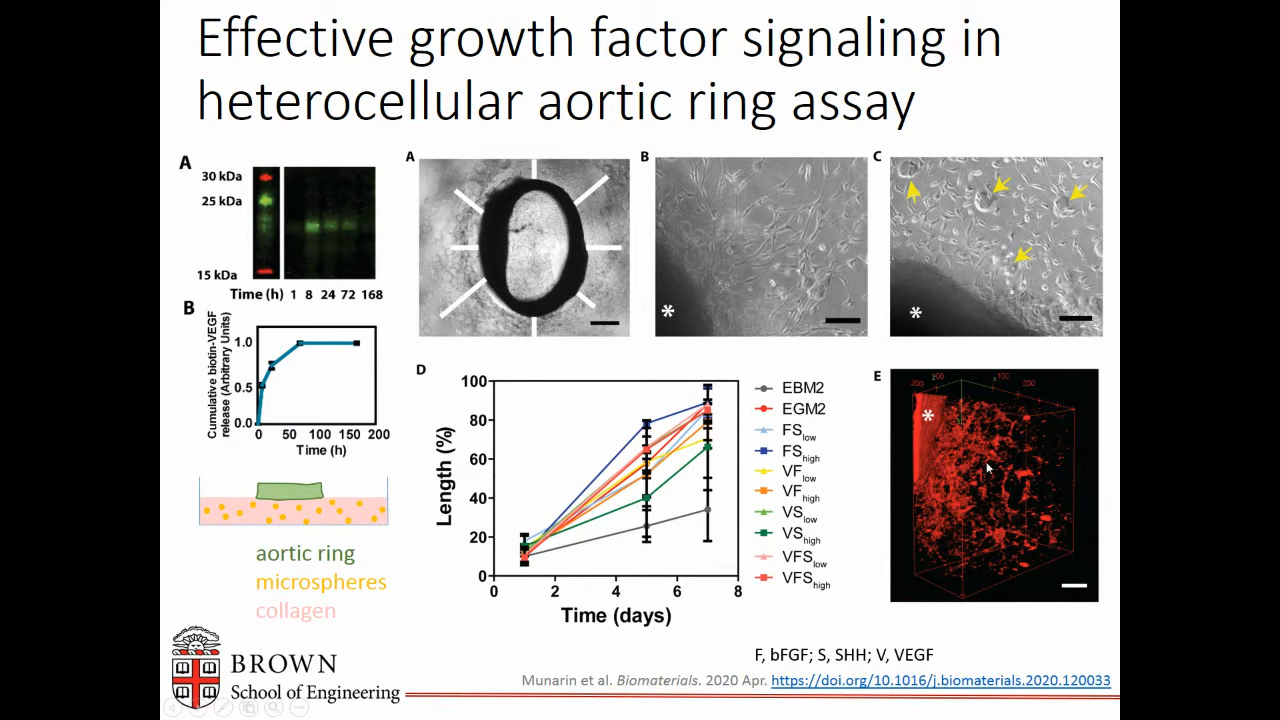 Effective growth factor signaling in
heterocellular aortic ring assay
A
30 kDa
25 kDa
15 kDa
Time (h) 1 8 24 72 168
B
Cumulative biotin-VEGF
release (Arbitrary Units)
1.0
0.5
0.0
0 50 100 150 200
Time (h)
aortic ring
microspheres
collagen
A
B
*
C
*
D
Length (%)
100
80
60
40
20
0
0 2 4 6 8
Time (days)
EBM2
EGM2
FSlow
FShigh
VFlow
VFhigh
VSlow
VShigh
VFSlow
VFShigh
E
*
F, bFGF; S, SHH; V, VEGF
Munarin et al. Biomaterials. 2020 Apr. https://doi.org/10.1016/j.biomaterials.2020.120033
BROWN
School of Engineering